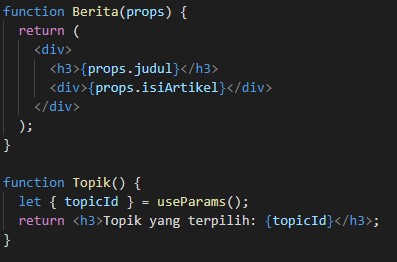 function Berita(props) {
  return (
    <div>
      <h3>{props.judul}</h3>
      <div>{props.isiArtikel}</div>
    </div>
  );
}

function Topik() {
  let { topicId } = useParams();
  return <h3>Topik yang terpilih: {topicId}</h3>;
}